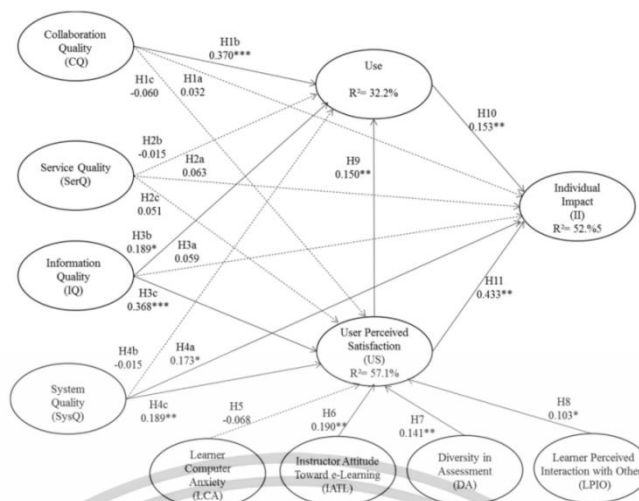 Collaboration
Quality
(CQ)
H1b
0.370***
H1c
-0.060
H1a
0.032
Use
R²= 32.2%
H10
0.153**
H2b
-0.015
H2a
0.063
H2c
0.051
Service Quality
(SerQ)
H9
0.150**
Individual
Impact
(II)
R²= 52.%5
H3b
0.189*
H3a
0.059
H3c
0.368***
Information
Quality
(IQ)
H11
0.433**
User Perceived
Satisfaction
(US)
R²= 57.1%
H4b
-0.015
H4a
0.173*
H4c
0.189**
System
Quality
(SysQ)
H5
-0.068
H6
0.190**
H7
0.141**
H8
0.103*
Learner
Computer
Anxiety
(LCA)
Instructor Attitude
Toward e-Learning
(IATL)
Diversity in
Assessment
(DA)
Learner Perceived
Interaction with Other
(LPIO)